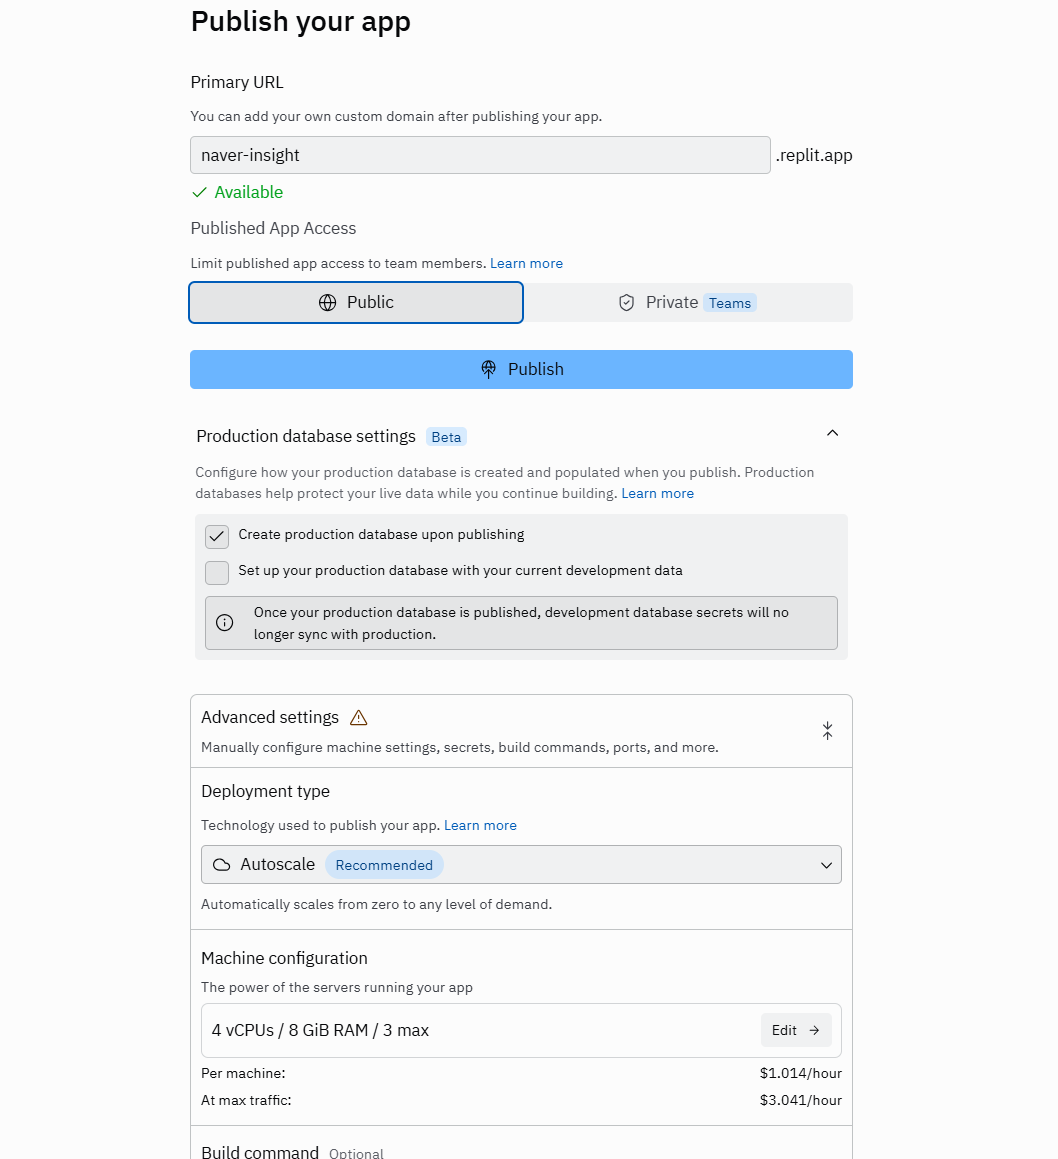 Publish your app
Primary URL
You can add your own custom domain after publishing your app.
naver-insight
.replit.app
Available
Published App Access
Limit published app access to team members. Learn more
Public
Private Teams
Publish
Production database settings Beta
Configure how your production database is created and populated when you publish. Production
databases help protect your live data while you continue building. Learn more
Create production database upon publishing
Set up your production database with your current development data
Once your production database is published, development database secrets will no
longer sync with production.
Advanced settings
Manually configure machine settings, secrets, build commands, ports, and more.
Deployment type
Technology used to publish your app. Learn more
Autoscale Recommended
Automatically scales from zero to any level of demand.
Machine configuration
The power of the servers running your app
4 vCPUs / 8 GiB RAM / 3 max
Edit
Per machine: $1.014/hour
At max traffic: $3.041/hour
Build command Optional